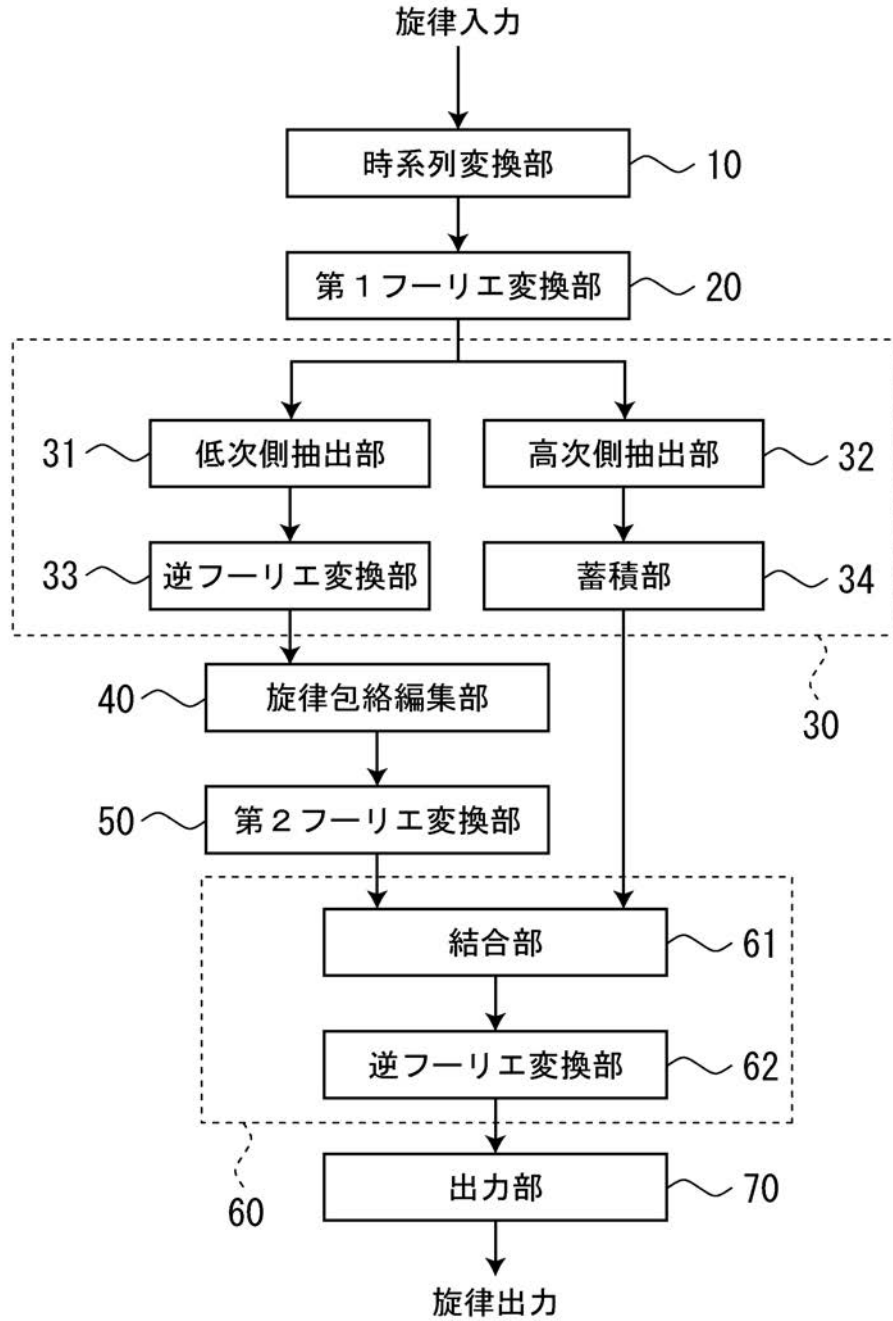 旋律入力
時系列変換部 10
第1フーリエ変換部 20
31 低次側抽出部 高次側抽出部 32
33 逆フーリエ変換部 蓄積部 34
30
40 旋律包絡編集部
50 第2フーリエ変換部
結合部 61
逆フーリエ変換部 62
60
出力部 70
旋律出力